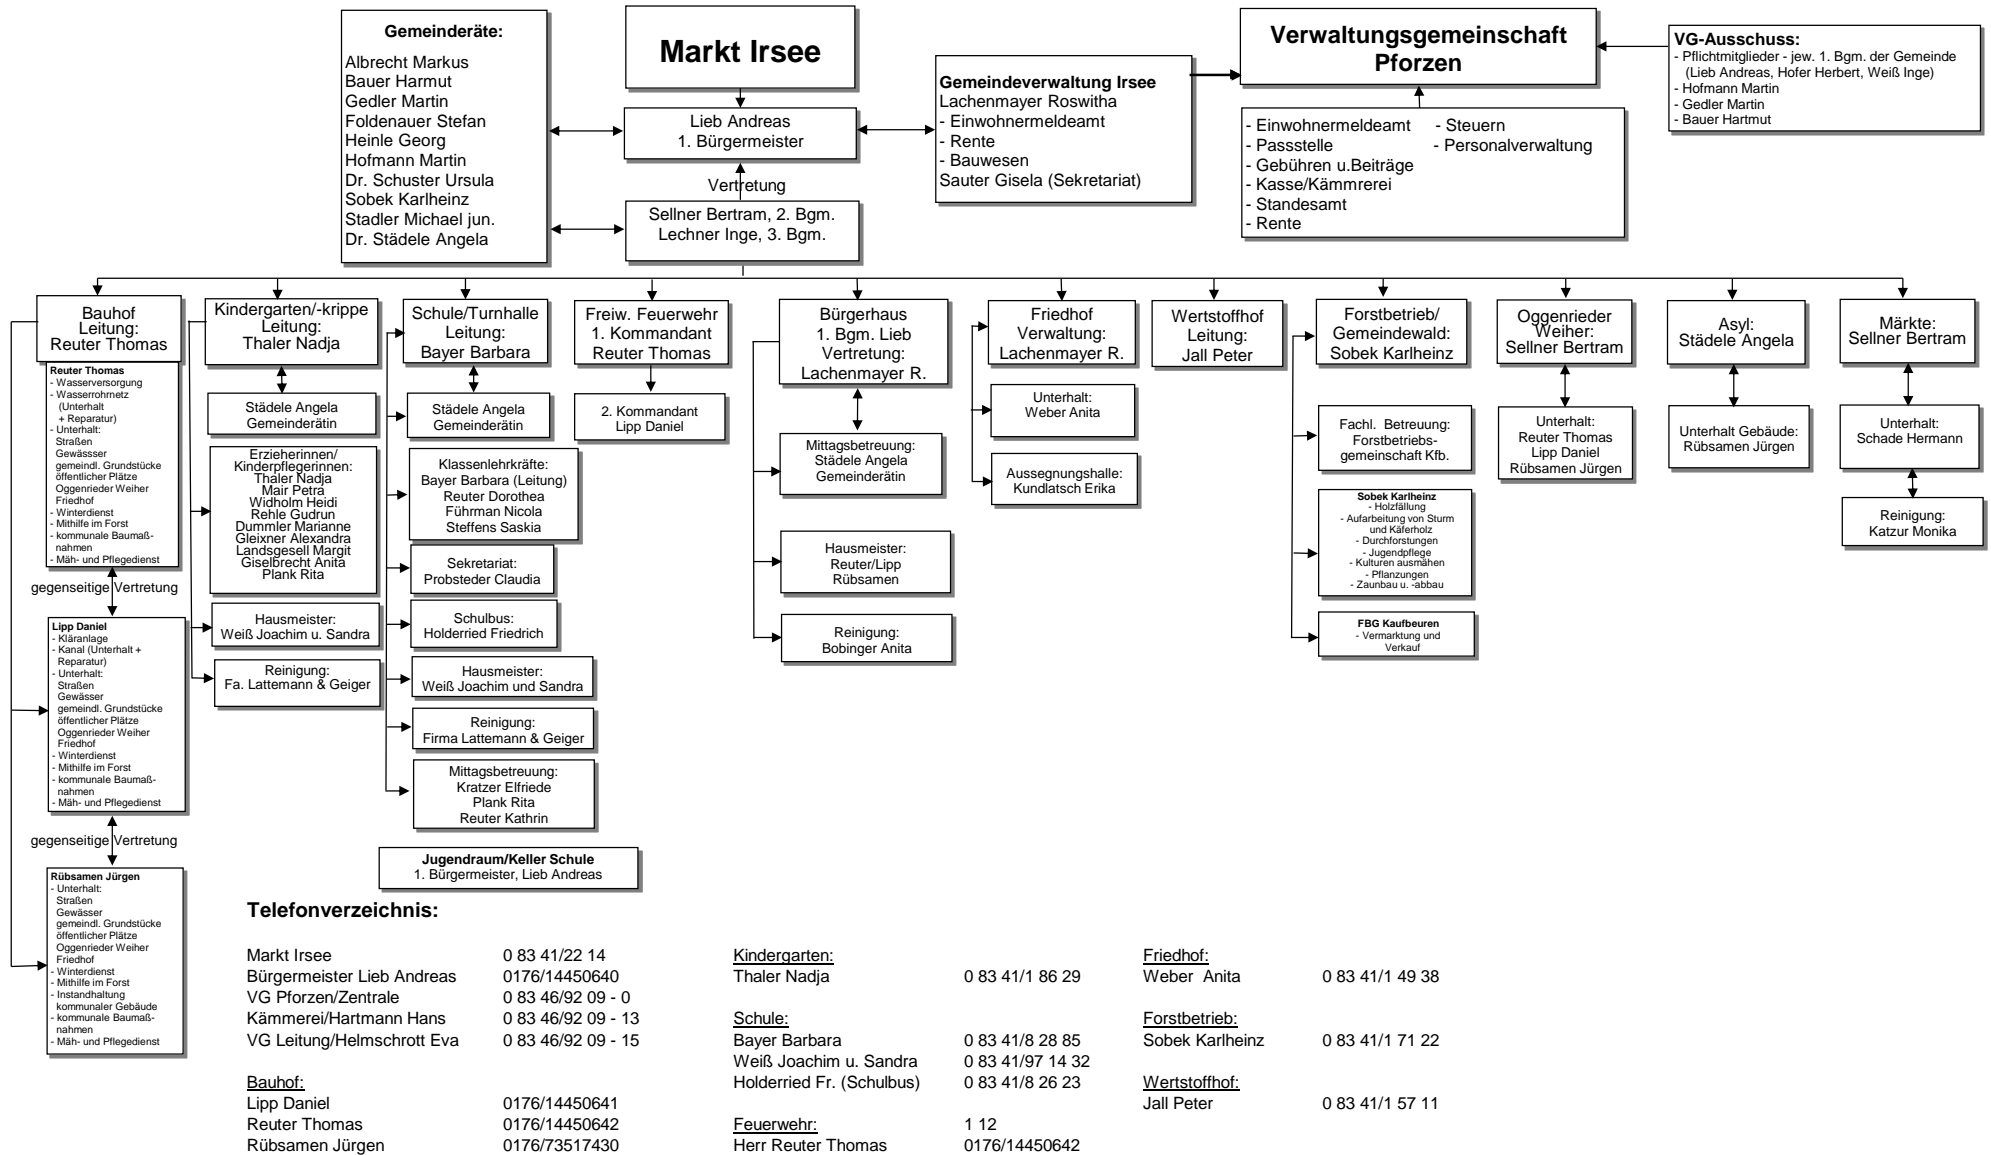 Gemeinderäte:
Albrecht Markus
Bauer Harmut
Gedler Martin
Foldenauer Stefan
Heinle Georg
Hofmann Martin
Dr. Schuster Ursula
Sobek Karlheinz
Stadler Michael jun.
Dr. Städele Angela
Markt Irsee
Lieb Andreas
1. Bürgermeister
Vertretung
Sellner Bertram, 2. Bgm.
Lechner Inge, 3. Bgm.
Gemeindeverwaltung Irsee
Lachenmayer Roswitha
- Einwohnermeldeamt
- Rente
- Bauwesen
Sauter Gisela (Sekretariat)
Verwaltungsgemeinschaft
Pforzen
- Einwohnermeldeamt - Steuern
- Passstelle - Personalverwaltung
- Gebühren u.Beiträge
- Kasse/Kämmrerei
- Standesamt
- Rente
VG-Ausschuss:
- Pflichtmitglieder - jew. 1. Bgm. der Gemeinde
(Lieb Andreas, Hofer Herbert, Weiß Inge)
- Hofmann Martin
- Gedler Martin
- Bauer Hartmut
Bauhof
Leitung:
Reuter Thomas
Reuter Thomas
- Wasserversorgung
- Wasserrohrnetz
(Unterhalt
+ Reparatur)
- Unterhalt:
Straßen
Gewässser
gemeindl. Grundstücke
öffentlicher Plätze
Oggenrieder Weiher
Friedhof
- Winterdienst
- Mithilfe im Forst
- kommunale Baumaß-
nahmen
- Mäh- und Pflegedienst
gegenseitige Vertretung
Lipp Daniel
- Kläranlage
- Kanal (Unterhalt +
Reparatur)
- Unterhalt:
Straßen
Gewässer
gemeindl. Grundstücke
öffentlicher Plätze
Oggenrieder Weiher
Friedhof
- Winterdienst
- Mithilfe im Forst
- kommunale Baumaß-
nahmen
- Mäh- und Pflegedienst
gegenseitige Vertretung
Rübsamen Jürgen
- Unterhalt:
Straßen
Gewässer
gemeindl. Grundstücke
öffentlicher Plätze
Oggenrieder Weiher
Friedhof
- Winterdienst
- Mithilfe im Forst
- Instandhaltung
kommunaler Gebäude
- kommunale Baumaß-
nahmen
- Mäh- und Pflegedienst
Kindergarten/-krippe
Leitung:
Thaler Nadja
Städele Angela
Gemeinderätin
Erzieherinnen/
Kinderpflegerinnen:
Thaler Nadja
Mair Petra
Widholm Heidi
Rehle Gudrun
Dummler Marianne
Gleixner Alexandra
Landsgesell Margit
Giselbrecht Anita
Plank Rita
Hausmeister:
Weiß Joachim u. Sandra
Reinigung:
Fa. Lattemann & Geiger
Schule/Turnhalle
Leitung:
Bayer Barbara
Städele Angela
Gemeinderätin
Klassenlehrkräfte:
Bayer Barbara (Leitung)
Reuter Dorothea
Führman Nicola
Steffens Saskia
Sekretariat:
Probsteder Claudia
Schulbus:
Holderried Friedrich
Hausmeister:
Weiß Joachim und Sandra
Reinigung:
Firma Lattemann & Geiger
Mittagsbetreuung:
Kratzer Elfriede
Plank Rita
Reuter Kathrin
Jugendraum/Keller Schule
1. Bürgermeister, Lieb Andreas
Freiw. Feuerwehr
1. Kommandant
Reuter Thomas
2. Kommandant
Lipp Daniel
Bürgerhaus
1. Bgm. Lieb
Vertretung:
Lachenmayer R.
Mittagsbetreuung:
Städele Angela
Gemeinderätin
Hausmeister:
Reuter/Lipp
Rübsamen
Reinigung:
Bobinger Anita
Friedhof
Verwaltung:
Lachenmayer R.
Unterhalt:
Weber Anita
Aussegnungshalle:
Kundlatsch Erika
Wertstoffhof
Leitung:
Jall Peter
Forstbetrieb/
Gemeindewald:
Sobek Karlheinz
Fachl. Betreuung:
Forstbetriebs-
gemeinschaft Kfb.
Sobek Karlheinz
- Holzfällung
- Aufarbeitung von Sturm
und Käferholz
- Durchforstungen
- Jugendpflege
- Kulturen ausmähen
- Pflanzungen
- Zaunbau u. -abbau
FBG Kaufbeuren
- Vermarktung und
Verkauf
Oggenrieder
Weiher:
Sellner Bertram
Unterhalt:
Reuter Thomas
Lipp Daniel
Rübsamen Jürgen
Asyl:
Städele Angela
Unterhalt Gebäude:
Rübsamen Jürgen
Märkte:
Sellner Bertram
Unterhalt:
Schade Hermann
Reinigung:
Katzur Monika
Telefonverzeichnis:
Markt Irsee 0 83 41/22 14
Bürgermeister Lieb Andreas 0176/14450640
VG Pforzen/Zentrale 0 83 46/92 09 - 0
Kämmerei/Hartmann Hans 0 83 46/92 09 - 13
VG Leitung/Helmschrott Eva 0 83 46/92 09 - 15
Bauhof:
Lipp Daniel 0176/14450641
Reuter Thomas 0176/14450642
Rübsamen Jürgen 0176/73517430
Kindergarten:
Thaler Nadja 0 83 41/1 86 29
Schule:
Bayer Barbara 0 83 41/8 28 85
Weiß Joachim u. Sandra 0 83 41/97 14 32
Holderried Fr. (Schulbus) 0 83 41/8 26 23
Feuerwehr: 1 12
Herr Reuter Thomas 0176/14450642
Friedhof:
Weber Anita 0 83 41/1 49 38
Forstbetrieb:
Sobek Karlheinz 0 83 41/1 71 22
Wertstoffhof:
Jall Peter 0 83 41/1 57 11